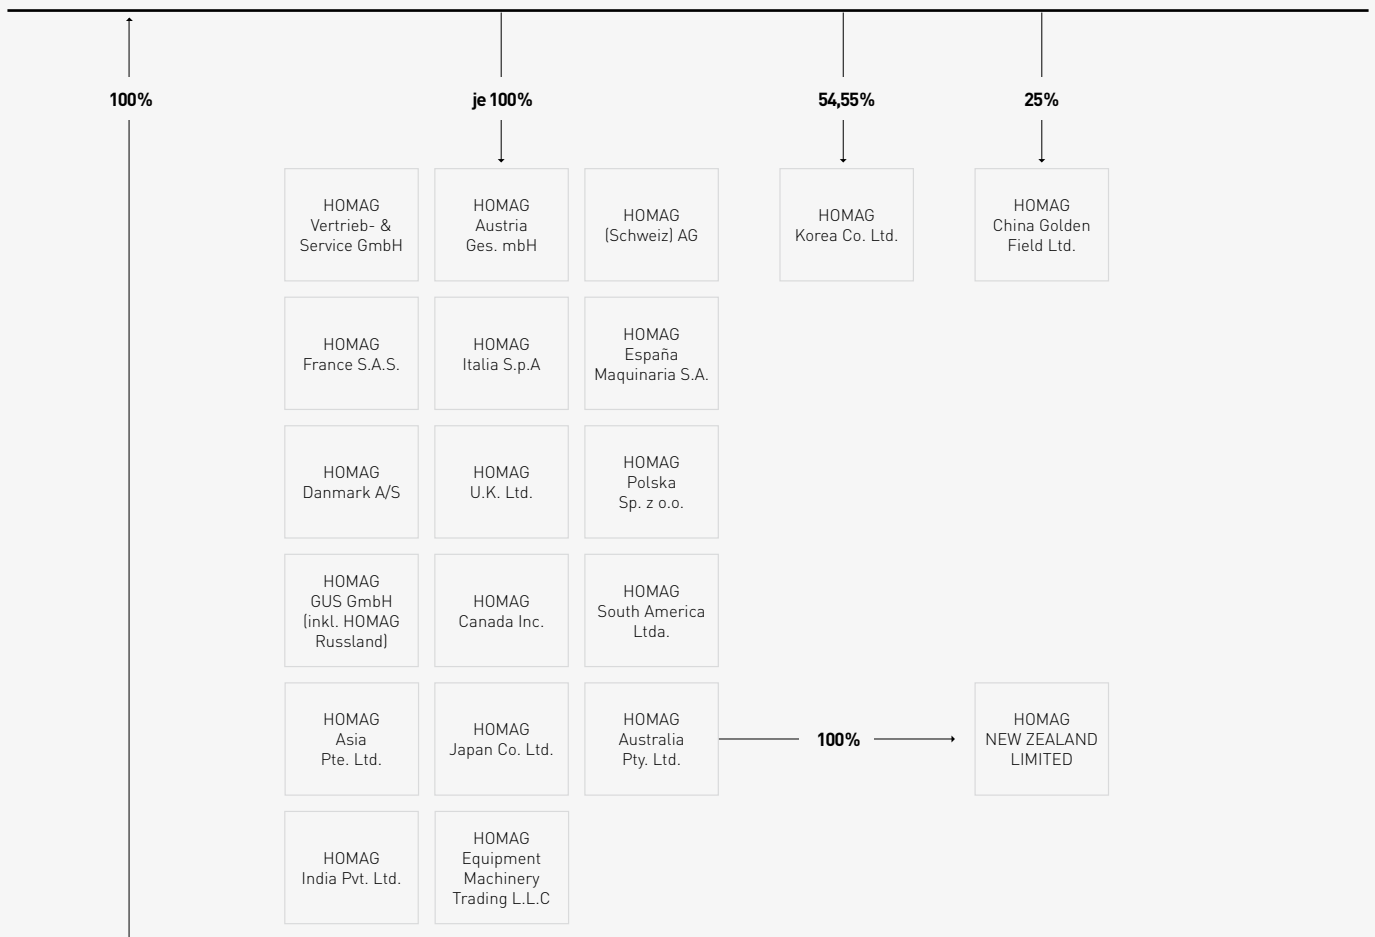 100%
je 100%
54,55%
25%
HOMAG
Vertrieb- &
Service GmbH
HOMAG
Austria
Ges. mbH
HOMAG
(Schweiz) AG
HOMAG
Korea Co. Ltd.
HOMAG
China Golden
Field Ltd.
HOMAG
France S.A.S.
HOMAG
Italia S.p.A
HOMAG
España
Maquinaria S.A.
HOMAG
Danmark A/S
HOMAG
U.K. Ltd.
HOMAG
Polska
Sp. z o.o.
HOMAG
GUS GmbH
(inkl. HOMAG
Russland)
HOMAG
Canada Inc.
HOMAG
South America
Ltda.
HOMAG
Asia
Pte. Ltd.
HOMAG
Japan Co. Ltd.
HOMAG
Australia
Pty. Ltd.
100%
HOMAG
NEW ZEALAND
LIMITED
HOMAG
India Pvt. Ltd.
HOMAG
Equipment
Machinery
Trading L.L.C